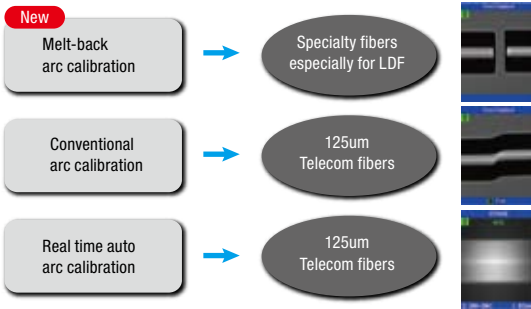 New
Melt-back
arc calibration
Specialty fibers
especially for LDF
Conventional
arc calibration
125um
Telecom fibers
Real time auto
arc calibration
125um
Telecom fibers